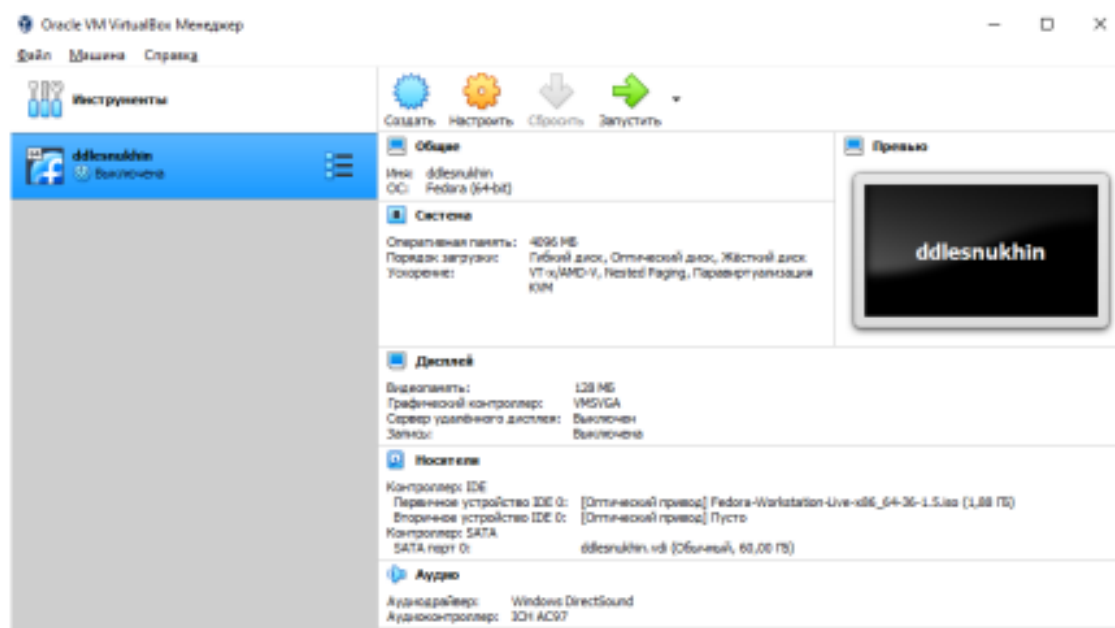 Oracle VM VirtualBox Менеджер
Файл Машина Справка
Инструменты
Создать Настроить Сбросить Запустить
ddlesnukhin
Выключена
Общие
Имя: ddlesnukhin
ОС: Fedora (64-bit)
Система
Оперативная память: 4096 МБ
Порядок загрузки: Гибкий диск, Оптический диск, Жёсткий диск
Ускорение: VT-x/AMD-V, Nested Paging, Паравиртуализация
KVM
Превью
ddlesnukhin
Дисплей
Видеопамять: 128 МБ
Графический контроллер: VMSVGA
Сервер удалённого дисплея: Выключен
Запись: Выключена
Носители
Контроллер: IDE
Первичное устройство IDE 0: [Оптический привод] Fedora-Workstation-Live-x86_64-36-1.5.iso (1,88 ГБ)
Вторичное устройство IDE 0: [Оптический привод] Пусто
Контроллер: SATA
SATA порт 0: ddlesnukhin.vdi (Обычный, 60,00 ГБ)
Аудио
Аудиодрайвер: Windows DirectSound
Аудиоконтроллер: ICH AC97